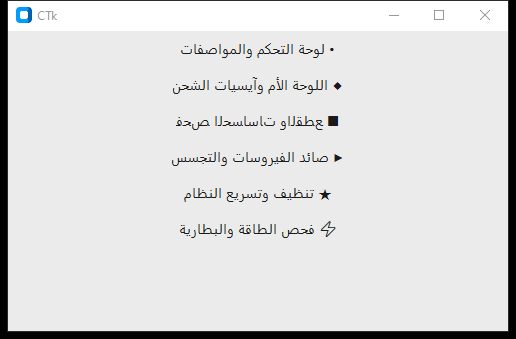 CTk
• لوحة التحكم والمواصفات
◆ اللوحة الأم وآيسيات الشحن
■ عطقلاو تاساسحلا صحف
► صائد الفيروسات والتجسس
★ تنظيف وتسريع النظام
⚡ فحص الطاقة والبطارية